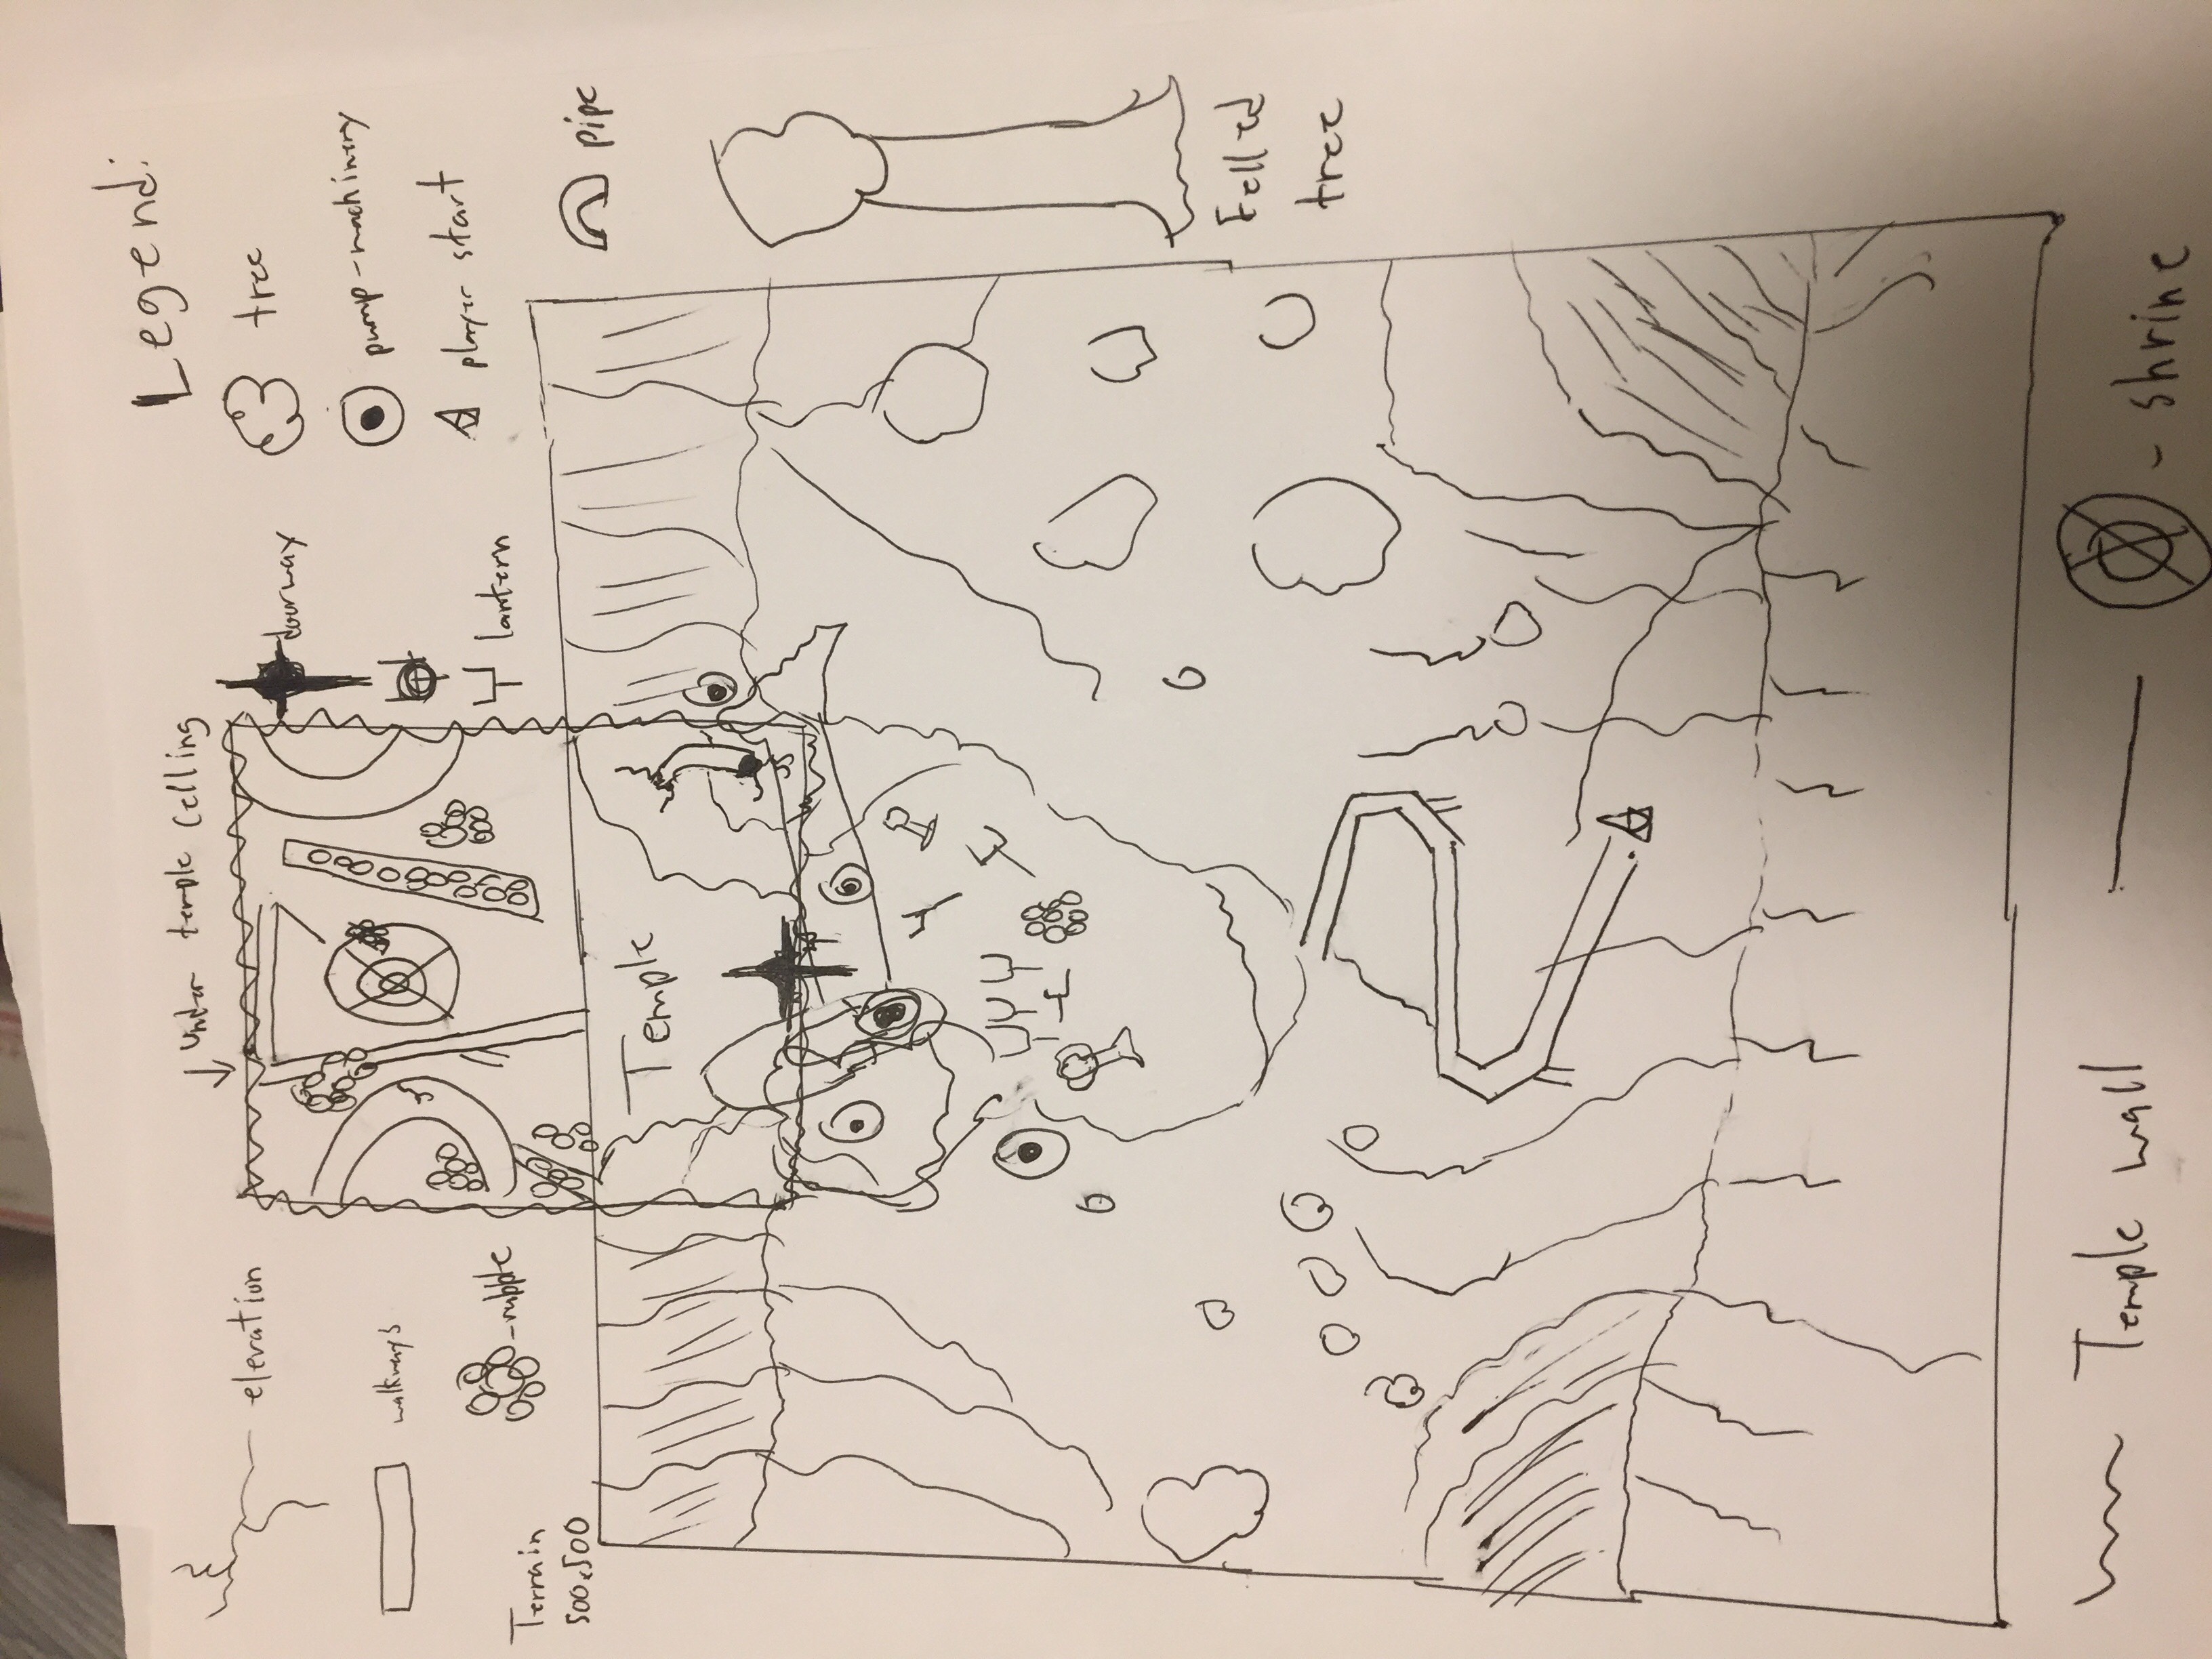 Legend:
↓ Under temple Celling
elevation
doorway
tree
walkways
pump-machinery
rubble
lantern
player start
Terrain
500x500
pipe
Temple
Felled
tree
Temple wall
- shrine